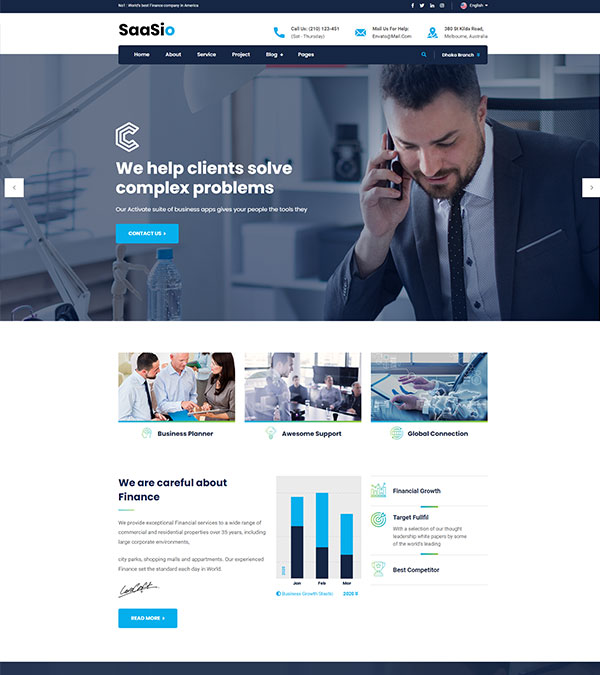 No1 : World's best Finance company in America
English
SaaSio
Call Us: (210) 123-451
(Sat - Thursday)
Mail Us For Help:
Envato@Mail.Com
380 St Kilda Road,
Melbourne, Australia
Home
About
Service
Project
Blog +
Pages
Dhaka Branch
We help clients solve
complex problems
Our Activate suite of business apps gives your people the tools they
CONTACT US >
Business Planner
Awesome Support
Global Connection
We are careful about
Finance
We provide exceptional Financial services to a wide range of
commercial and residential properties over 35 years, including
large corporate environments,
city parks, shopping malls and appartments. Our experienced
Finance set the standard each day in World.
READ MORE >
2020
Jan
Feb
Mar
Business Growth Stastic
2020
Financial Growth
Target Fullfil
With a selection of our thought
leadership white papers by some
of the world's leading
Best Competitor